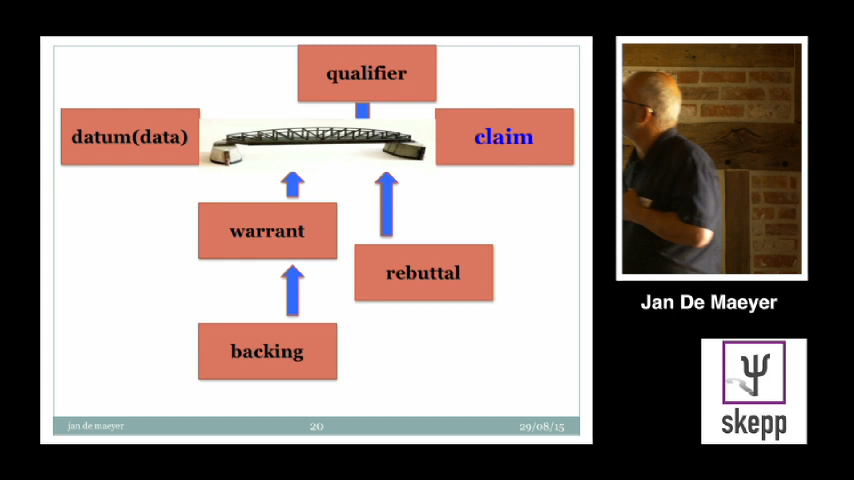 qualifier
datum(data)
claim
warrant
rebuttal
backing
jan de maeyer
20
29/08/15
Jan De Maeyer
skepp